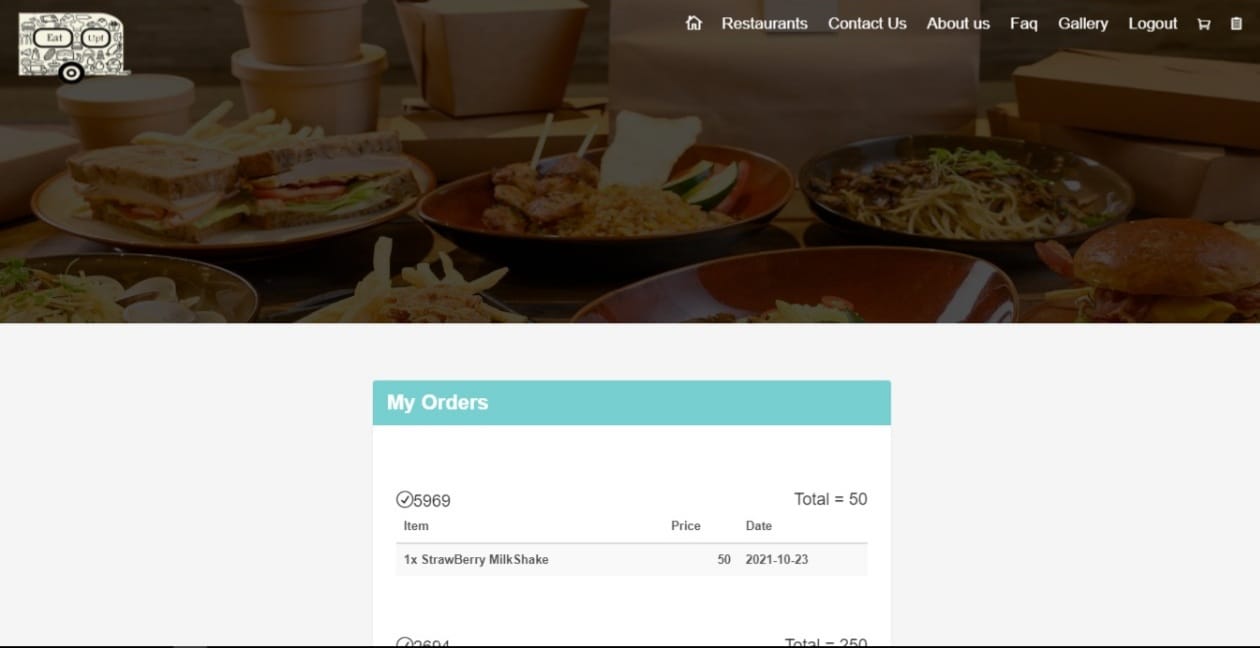 Eat Up!
Restaurants Contact Us About us Faq Gallery Logout
My Orders
5969 Total = 50
Item Price Date
1x StrawBerry MilkShake 50 2021-10-23
2694 Total = 250